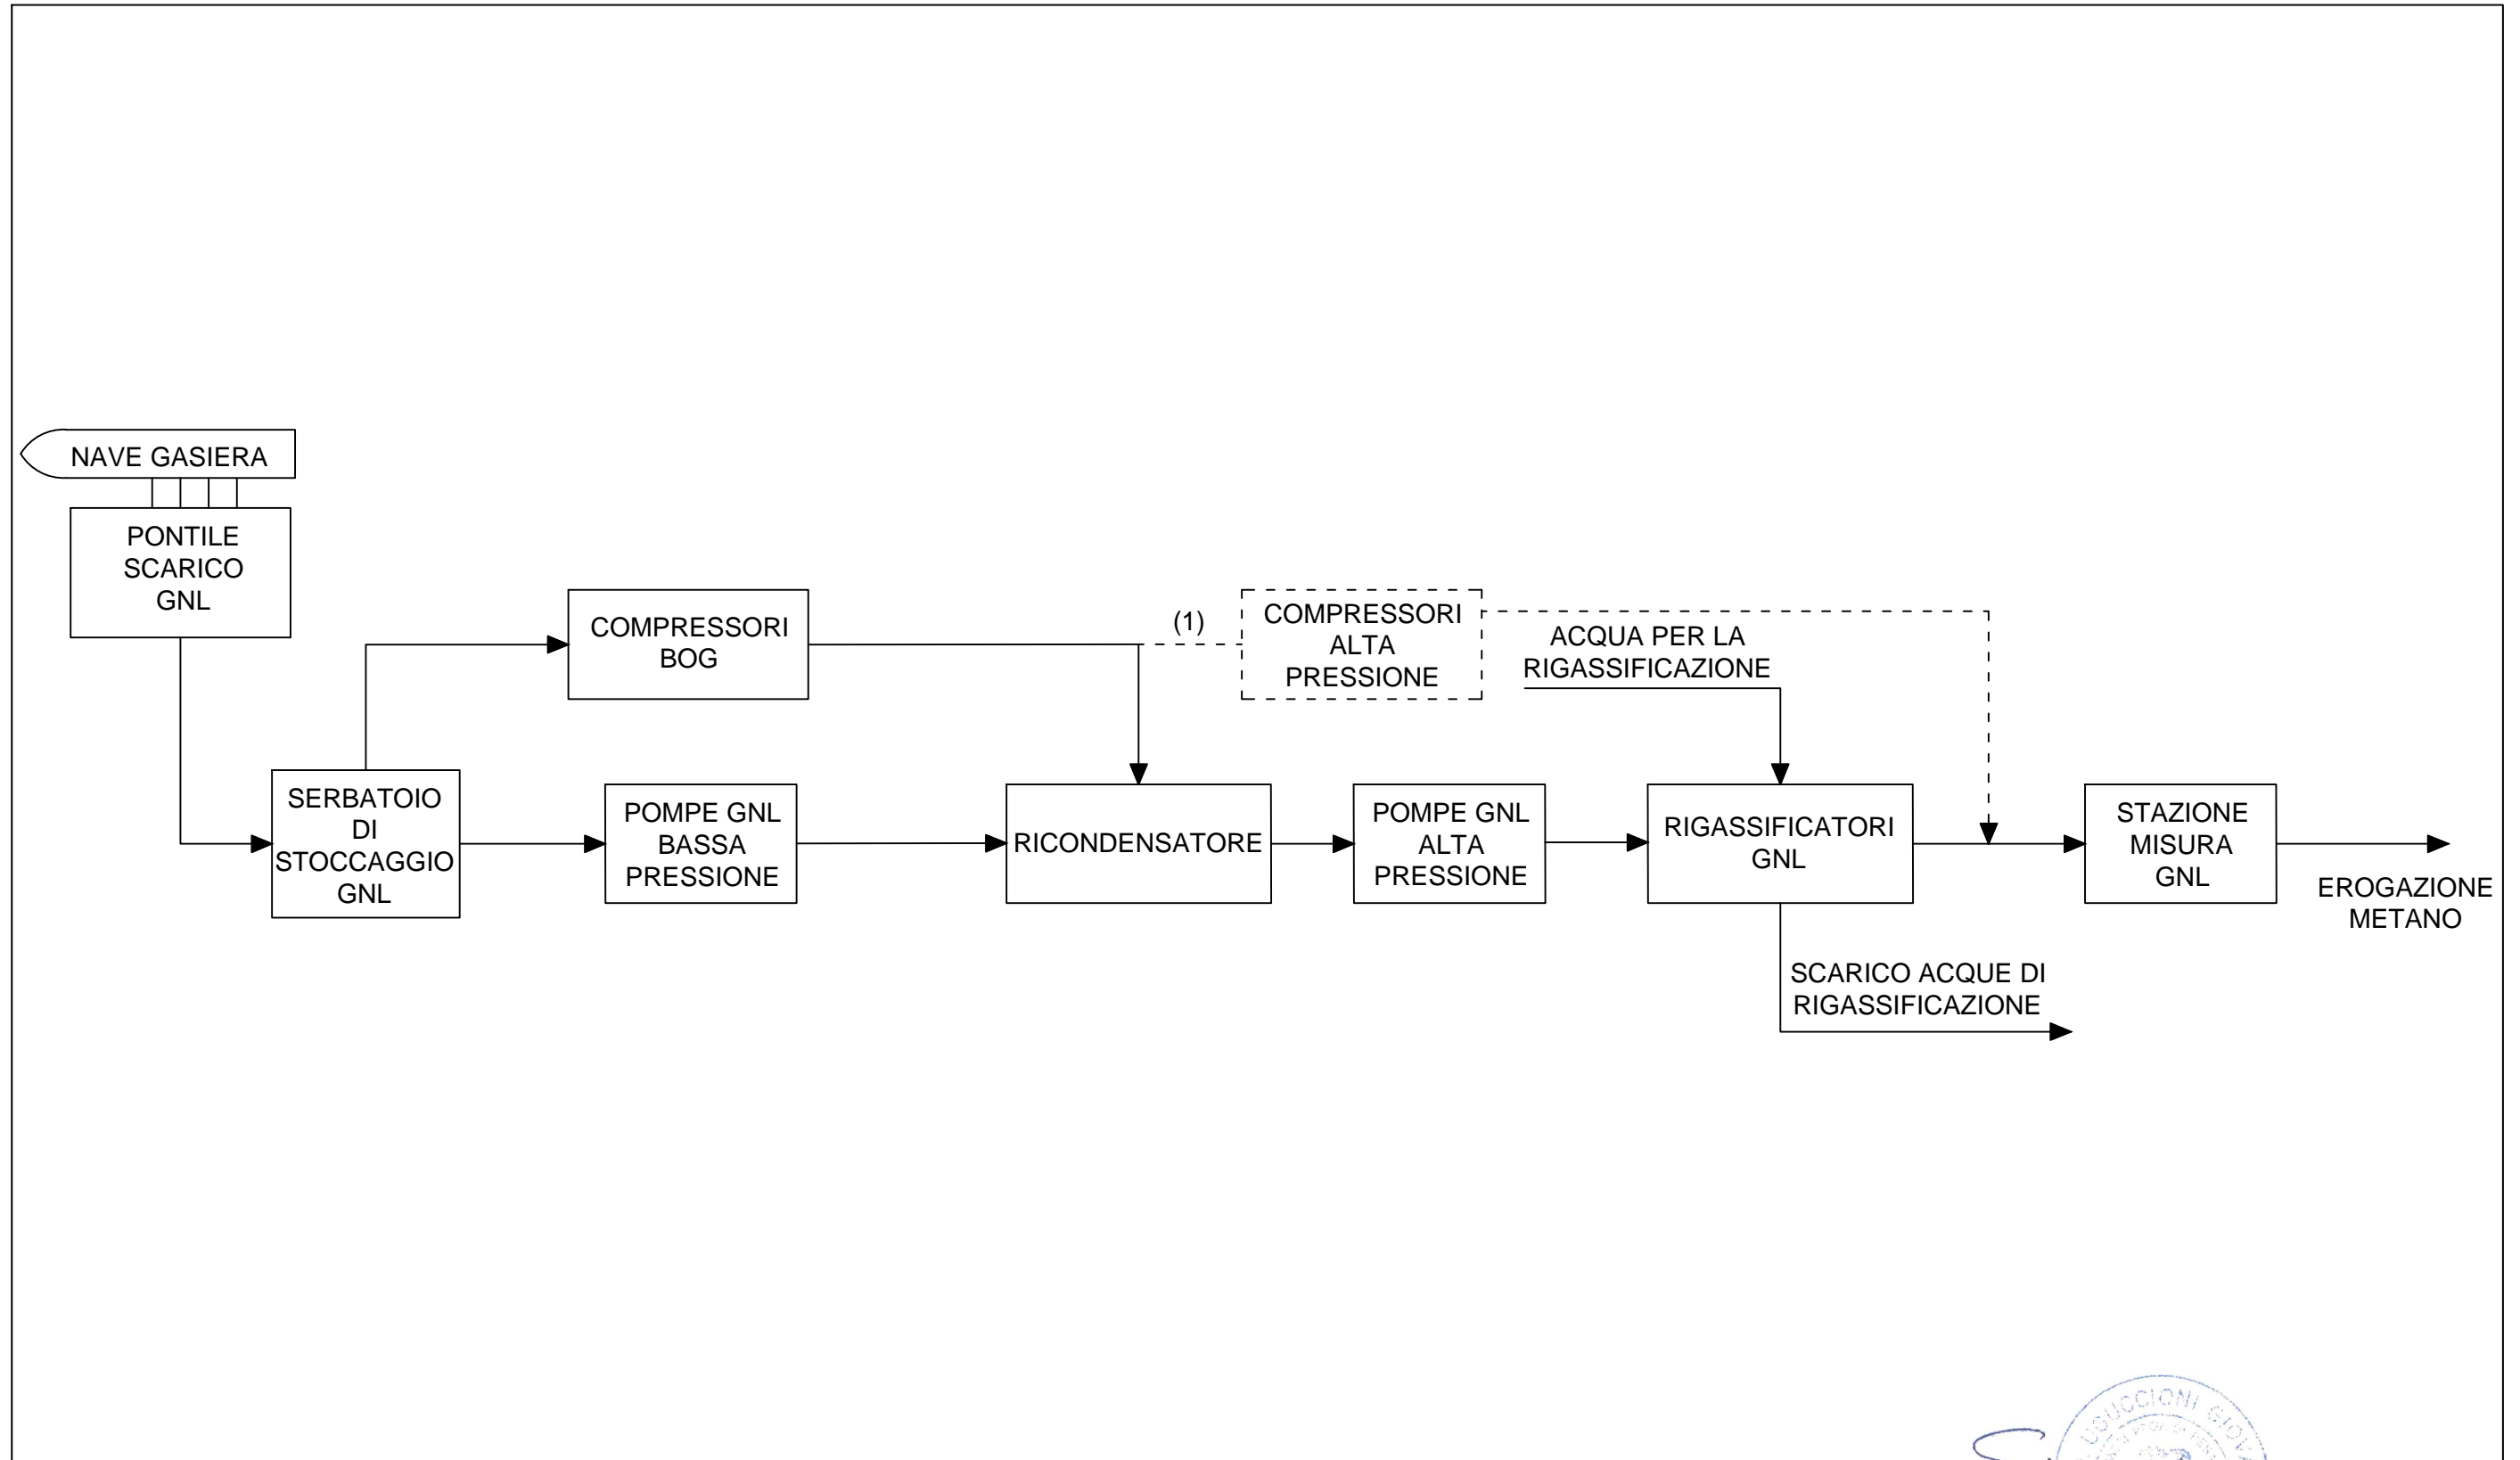 NAVE GASIERA
PONTILE
SCARICO
GNL
COMPRESSORI
BOG
(1)
COMPRESSORI
ALTA
PRESSIONE
ACQUA PER LA
RIGASSIFICAZIONE
SERBATOIO
DI
STOCCAGGIO
GNL
POMPE GNL
BASSA
PRESSIONE
RICONDENSATORE
POMPE GNL
ALTA
PRESSIONE
RIGASSIFICATORI
GNL
STAZIONE
MISURA
GNL
EROGAZIONE
METANO
SCARICO ACQUE DI
RIGASSIFICAZIONE
UGUCCIONI